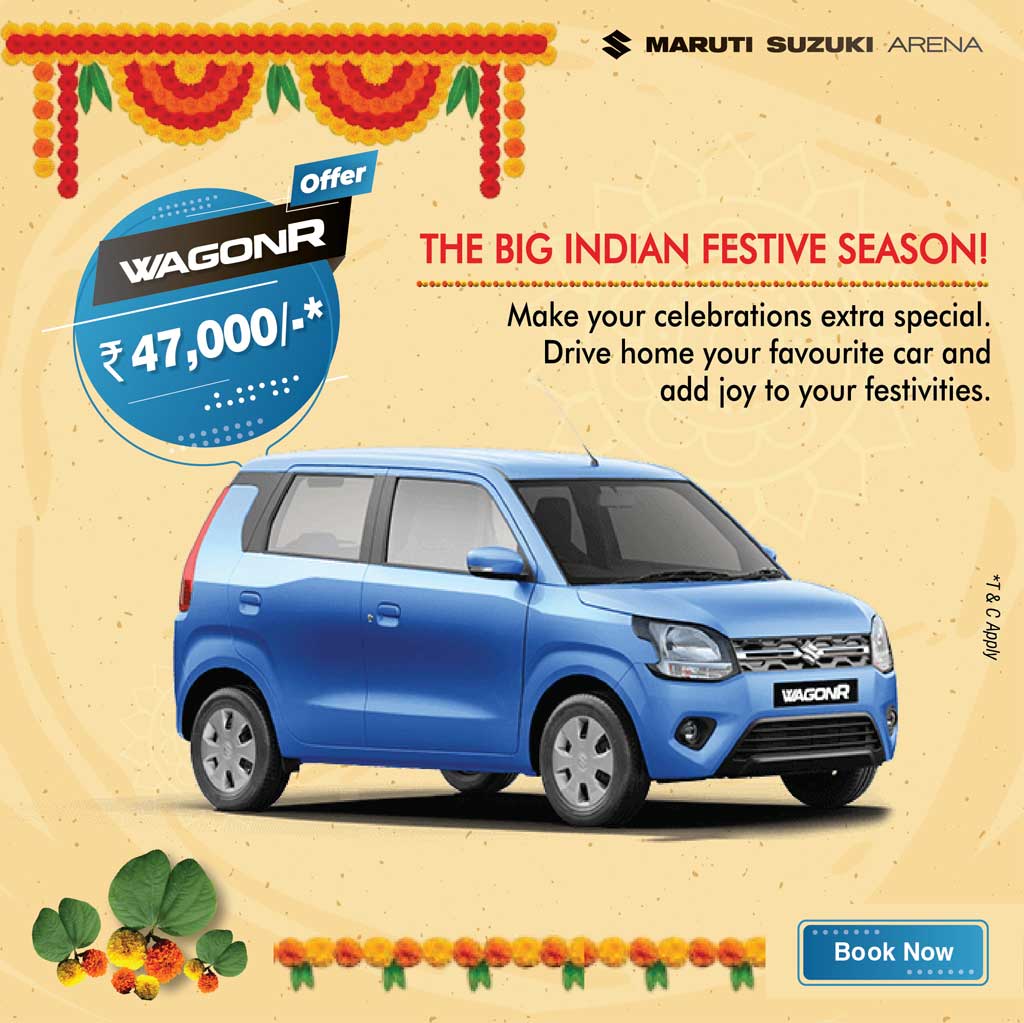 MARUTI SUZUKI ARENA
Offer
WAGONR
₹ 47,000/-*
THE BIG INDIAN FESTIVE SEASON!
Make your celebrations extra special.
Drive home your favourite car and
add joy to your festivities.
*T & C Apply
WAGONR
Book Now